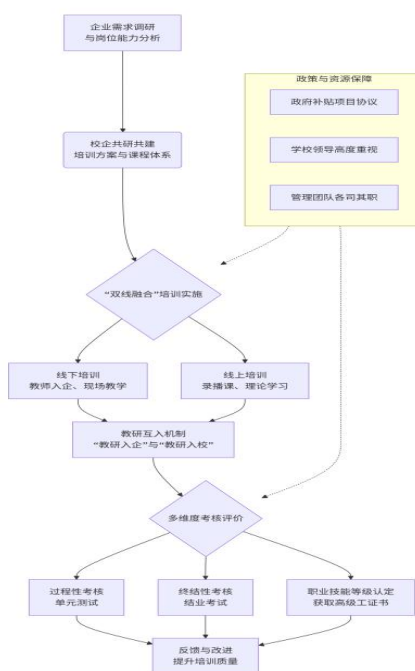 企业需求调研
与岗位能力分析
政策与资源保障
政府补贴项目协议
学校领导高度重视
管理团队各司其职
校企共研共建
培训方案与课程体系
“双线融合”培训实施
线下培训
教师入企、现场教学
线上培训
录播课、理论学习
教研互入机制
“教研入企”与“教研入校”
多维度考核评价
过程性考核
单元测试
终结性考核
结业考试
职业技能等级认定
获取高级工证书
反馈与改进
提升培训质量